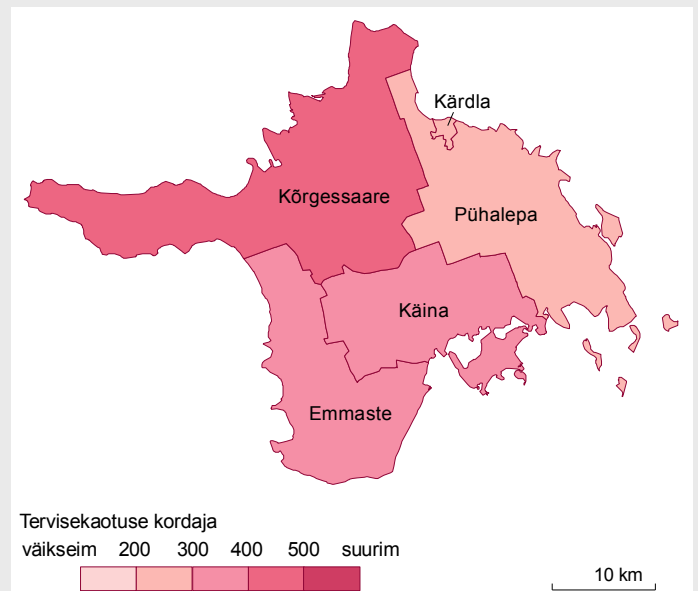 Kärdla
Kõrgessaare
Pühalepa
Käina
Emmaste
Tervisekaotuse kordaja
väikseim 200 300 400 500 suurim
10 km